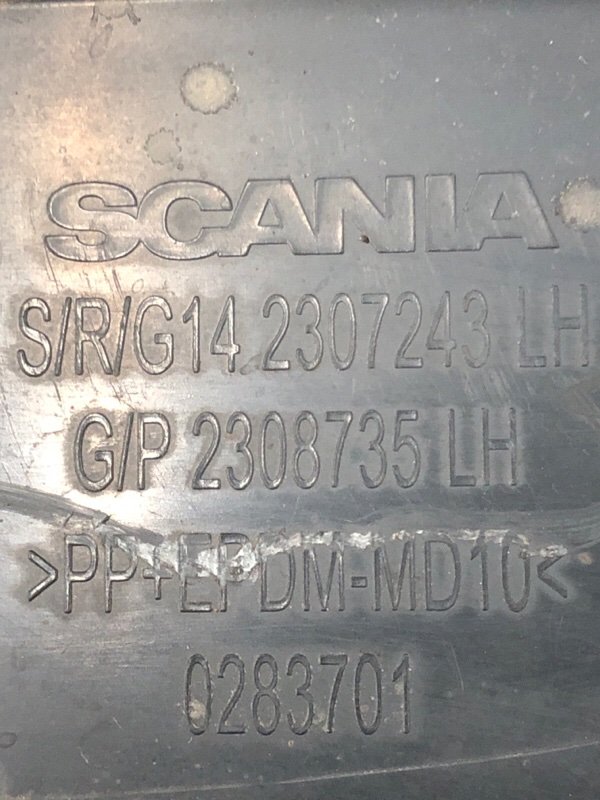 SCANIA
S/R/G14 2307243 LH
G/P 2308735 LH
>PP+EPDM-MD10<
0283701